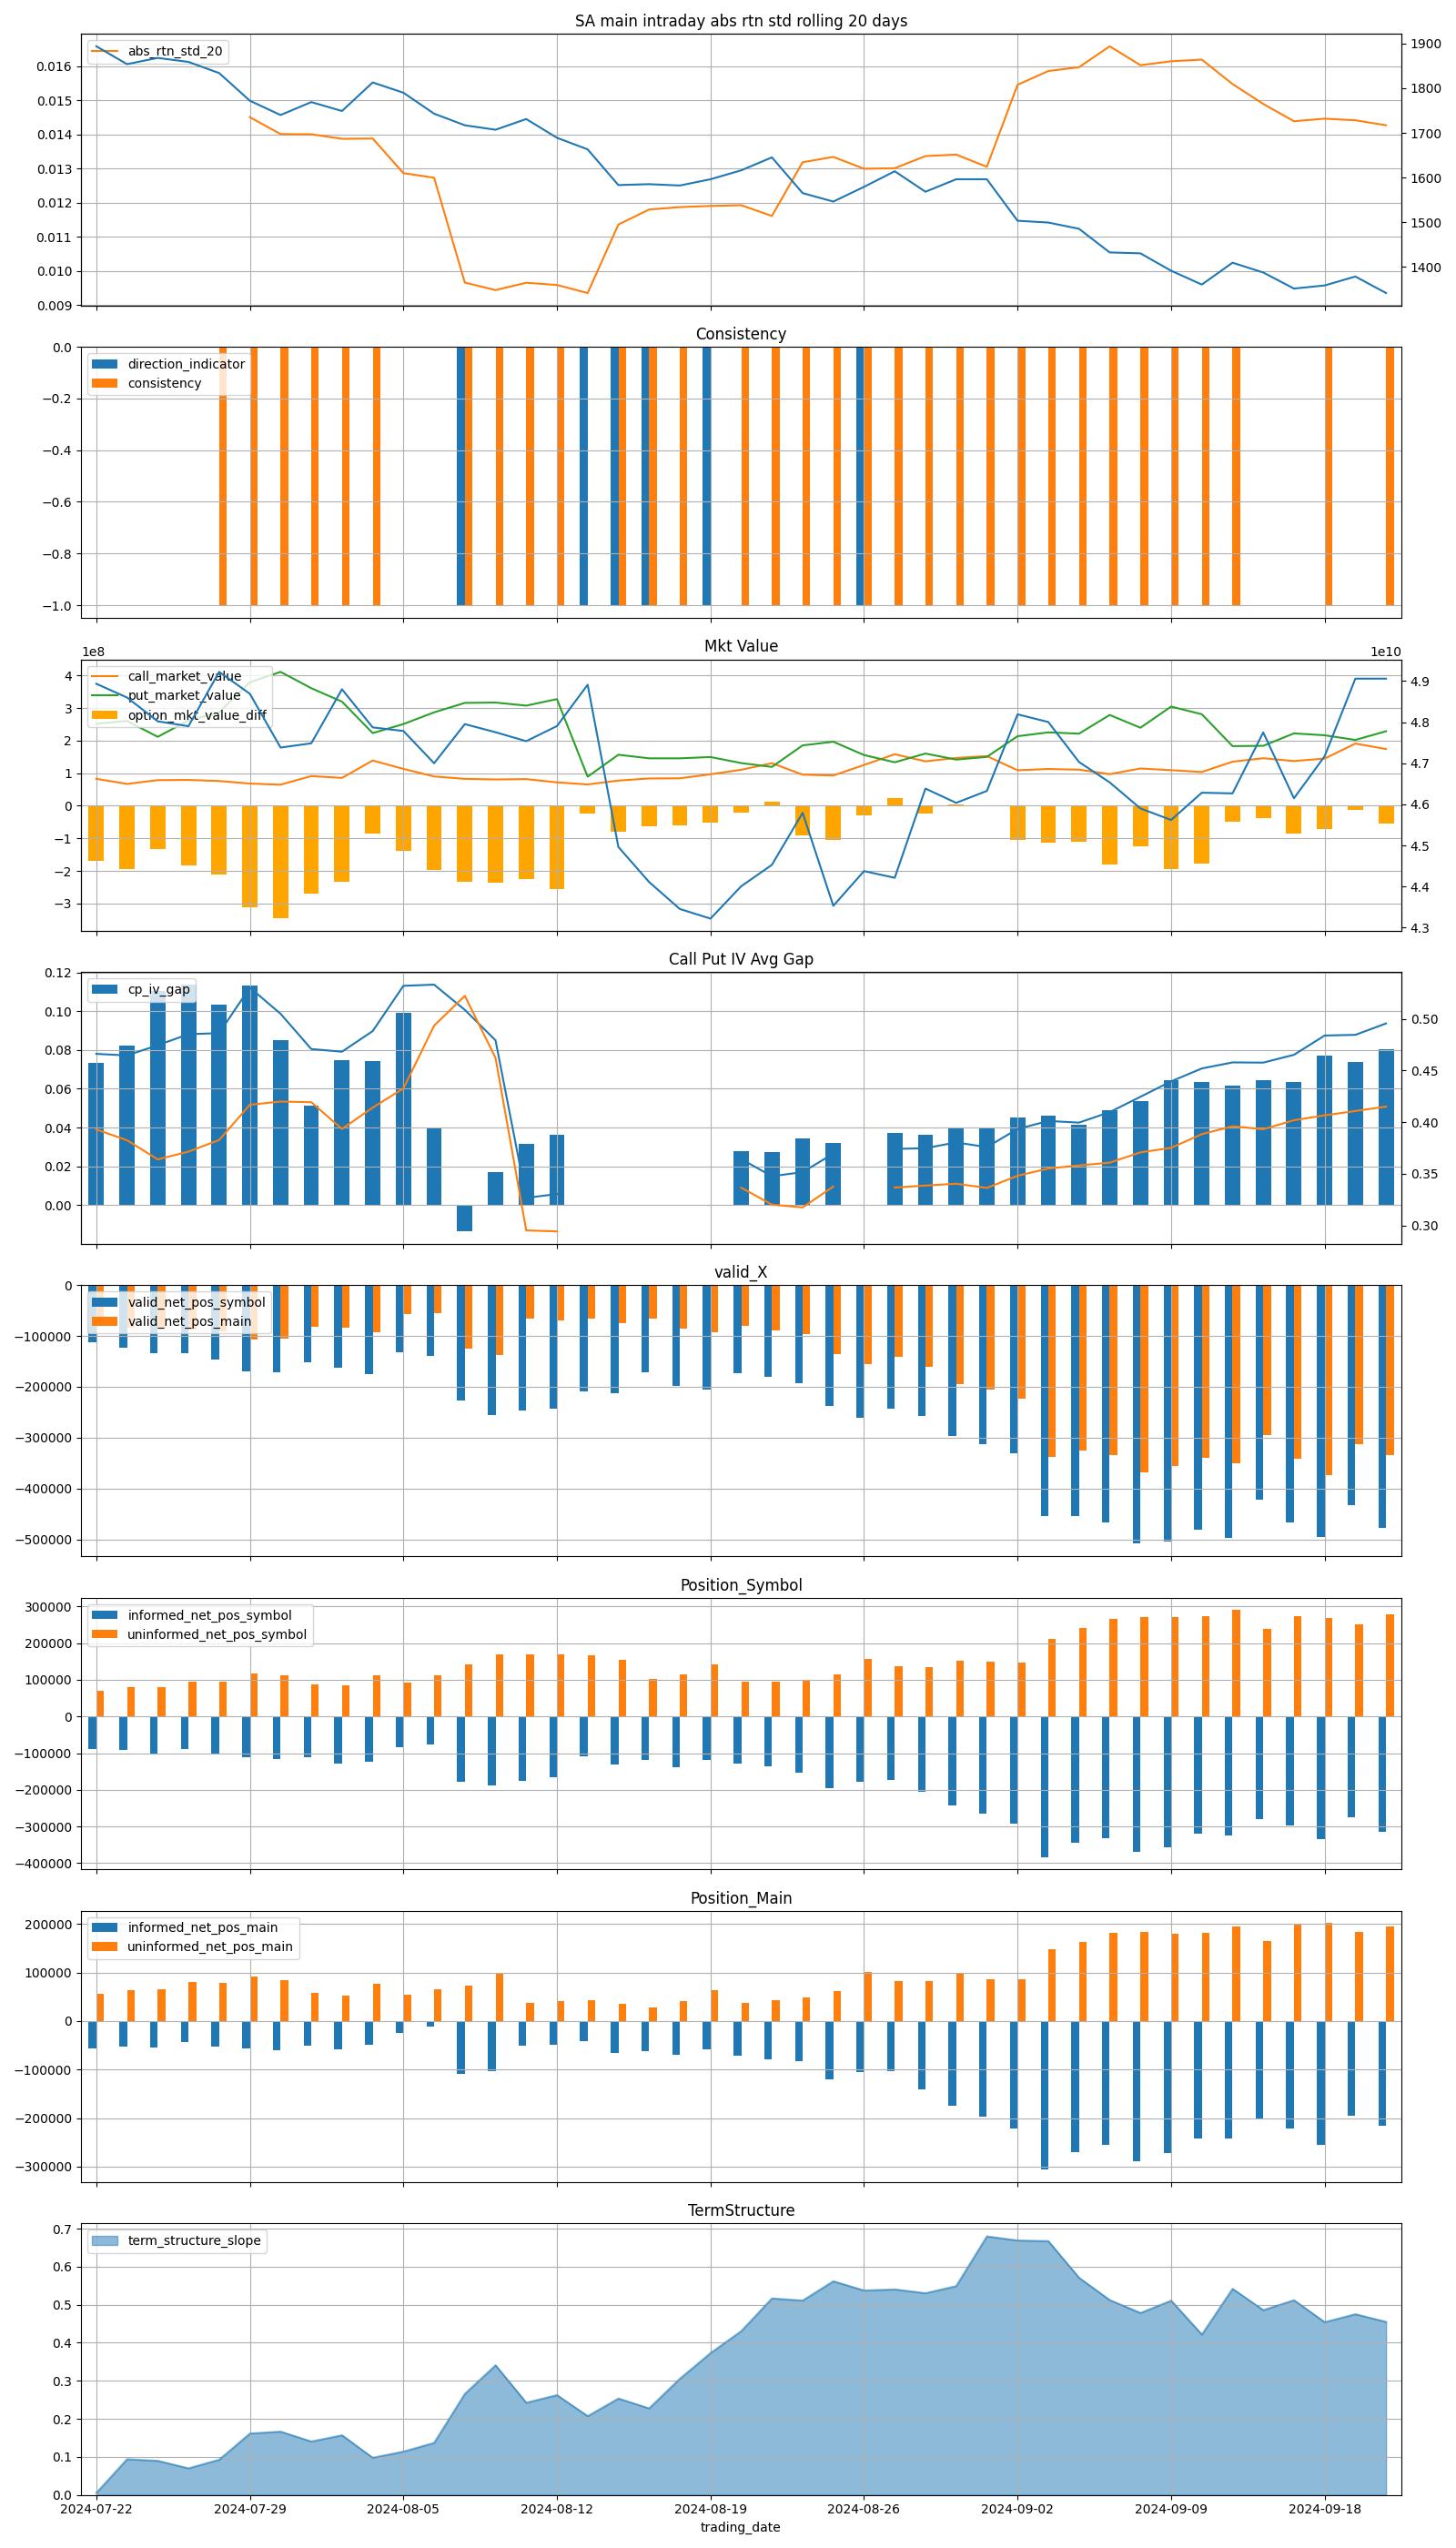 SA main intraday abs rtn std rolling 20 days
abs_rtn_std_20
0.016
0.015
0.014
0.013
0.012
0.011
0.010
0.009
1900
1800
1700
1600
1500
1400
Consistency
direction_indicator
consistency
0.0
−0.2
−0.4
−0.6
−0.8
−1.0
Mkt Value
1e8
1e10
call_market_value
put_market_value
option_mkt_value_diff
4
3
2
1
0
−1
−2
−3
4.9
4.8
4.7
4.6
4.5
4.4
4.3
Call Put IV Avg Gap
cp_iv_gap
0.12
0.10
0.08
0.06
0.04
0.02
0.00
0.50
0.45
0.40
0.35
0.30
valid_X
valid_net_pos_symbol
valid_net_pos_main
0
−100000
−200000
−300000
−400000
−500000
Position_Symbol
informed_net_pos_symbol
uninformed_net_pos_symbol
300000
200000
100000
0
−100000
−200000
−300000
−400000
Position_Main
informed_net_pos_main
uninformed_net_pos_main
200000
100000
0
−100000
−200000
−300000
TermStructure
term_structure_slope
0.7
0.6
0.5
0.4
0.3
0.2
0.1
0.0
2024-07-22 2024-07-29 2024-08-05 2024-08-12 2024-08-19 2024-08-26 2024-09-02 2024-09-09 2024-09-18
trading_date